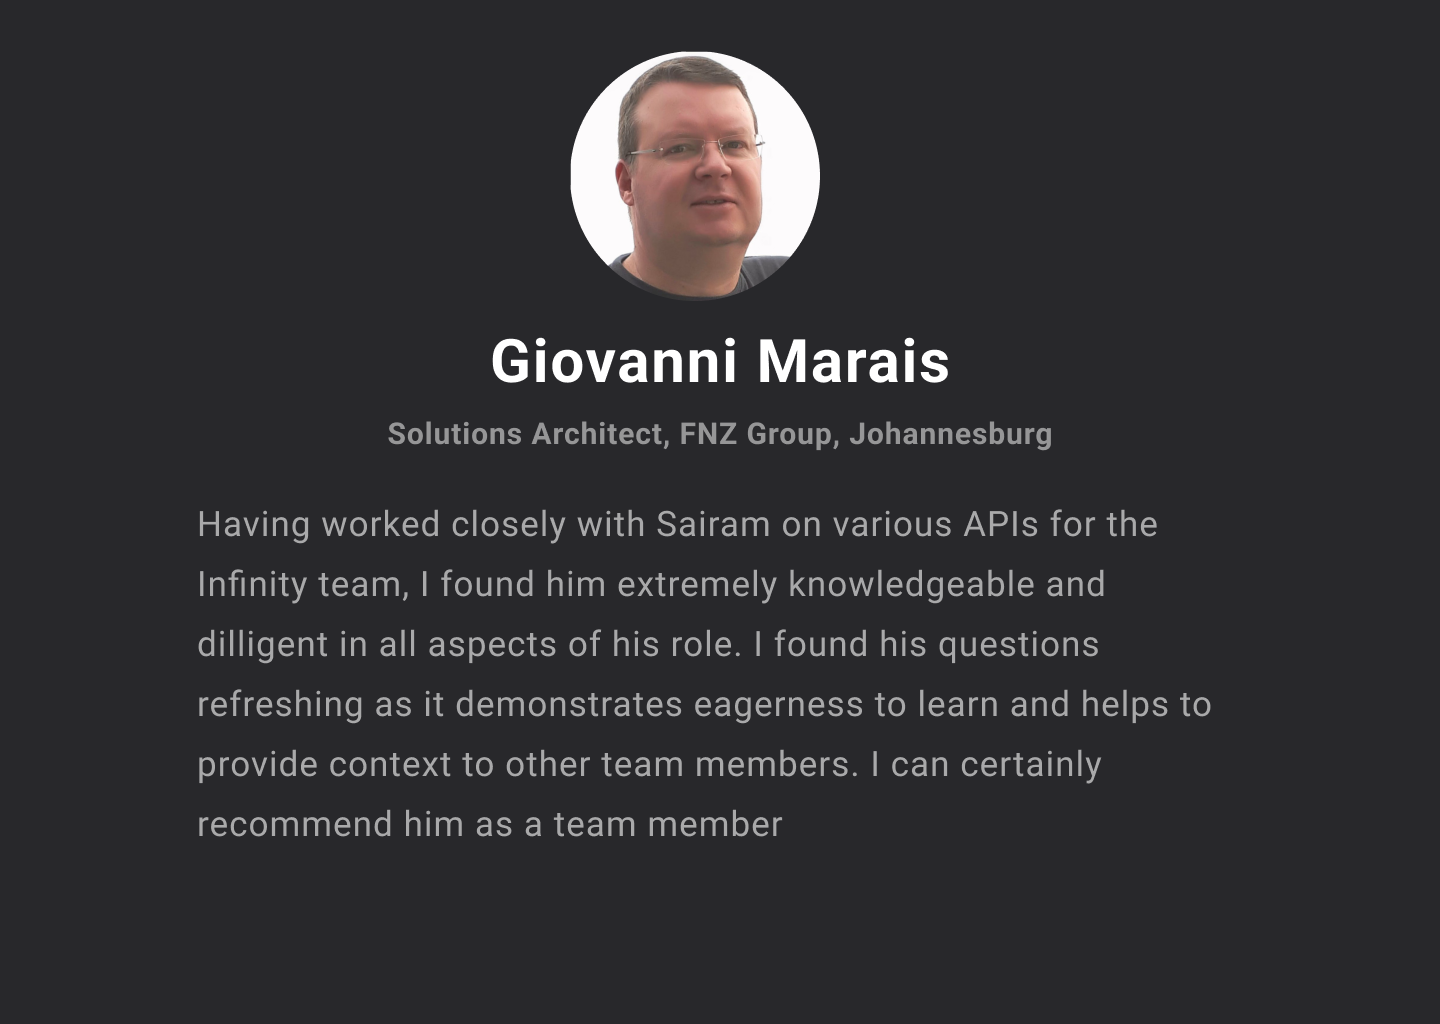 Giovanni Marais
Solutions Architect, FNZ Group, Johannesburg
Having worked closely with Sairam on various APIs for the
Infinity team, I found him extremely knowledgeable and
dilligent in all aspects of his role. I found his questions
refreshing as it demonstrates eagerness to learn and helps to
provide context to other team members. I can certainly
recommend him as a team member